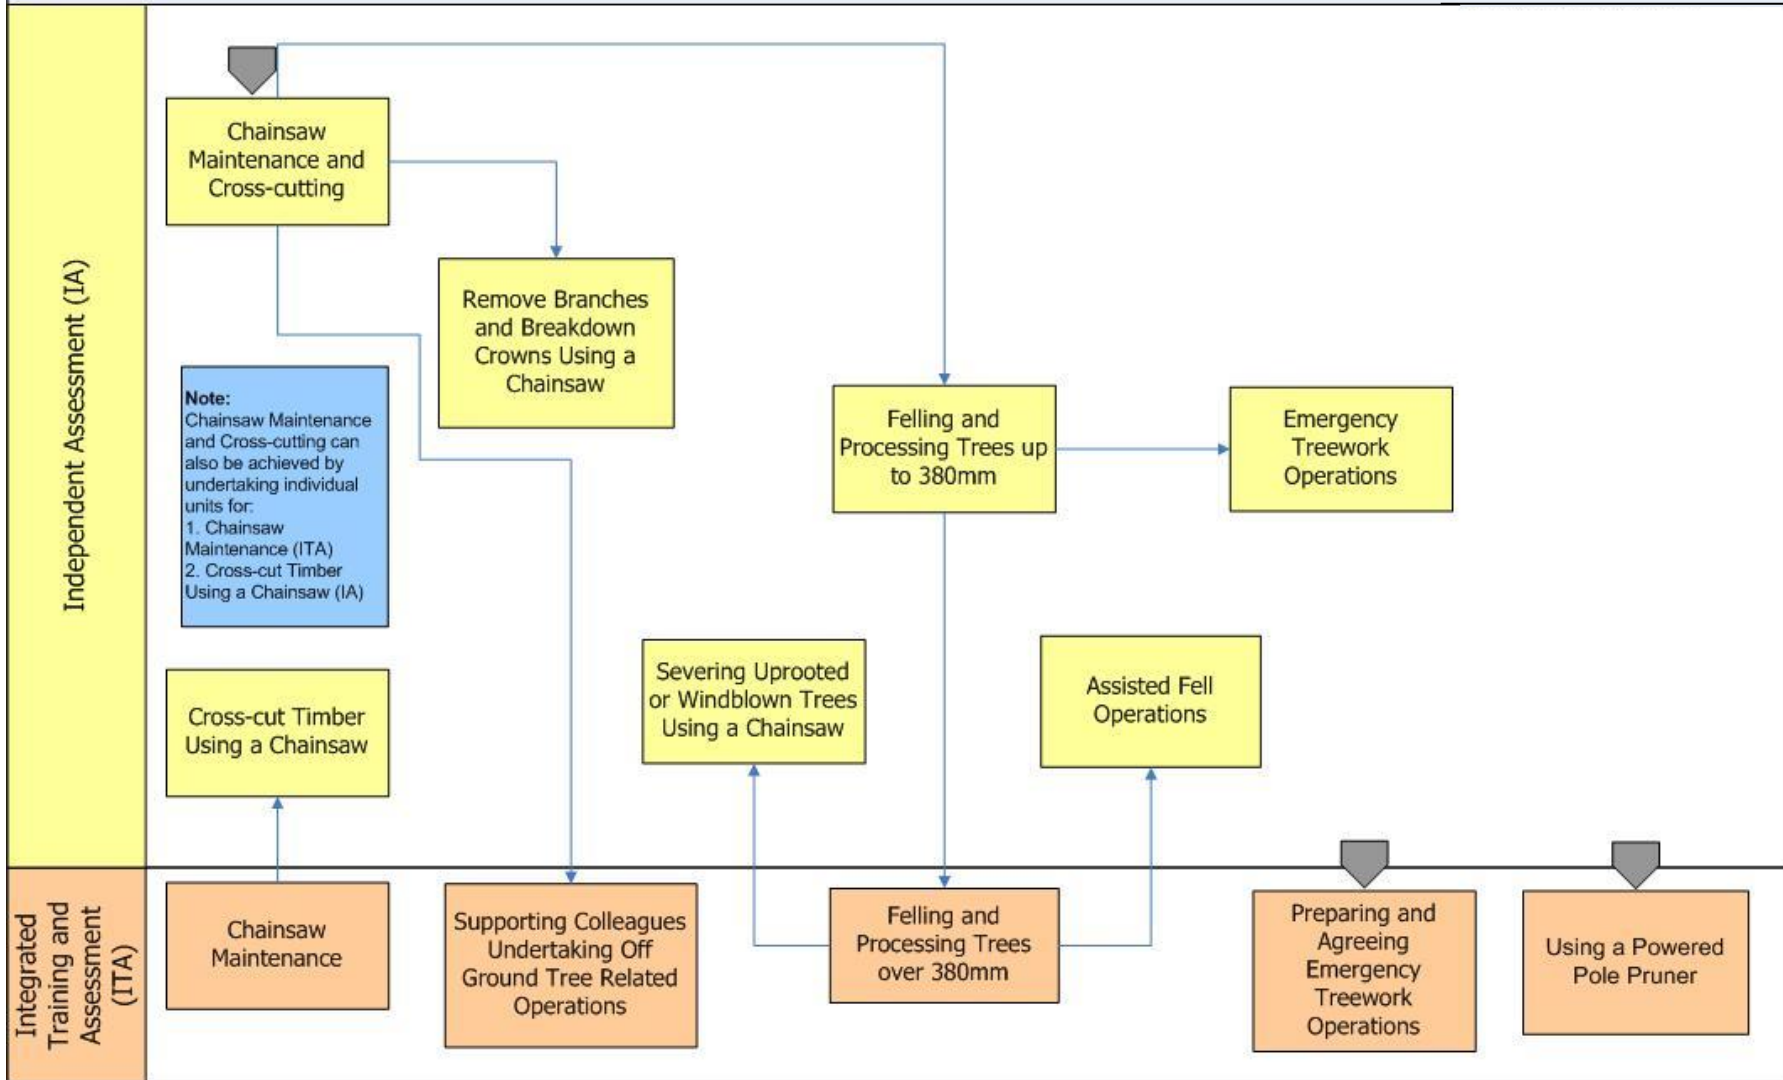 Independent Assessment (IA)
Chainsaw
Maintenance and
Cross-cutting
Remove Branches
and Breakdown
Crowns Using a
Chainsaw
Note:
Chainsaw Maintenance
and Cross-cutting can
also be achieved by
undertaking individual
units for:
1. Chainsaw
Maintenance (ITA)
2. Cross-cut Timber
Using a Chainsaw (IA)
Felling and
Processing Trees up
to 380mm
Emergency
Treework
Operations
Cross-cut Timber
Using a Chainsaw
Severing Uprooted
or Windblown Trees
Using a Chainsaw
Assisted Fell
Operations
Integrated
Training and
Assessment
(ITA)
Chainsaw
Maintenance
Supporting Colleagues
Undertaking Off
Ground Tree Related
Operations
Felling and
Processing Trees
over 380mm
Preparing and
Agreeing
Emergency
Treework
Operations
Using a Powered
Pole Pruner